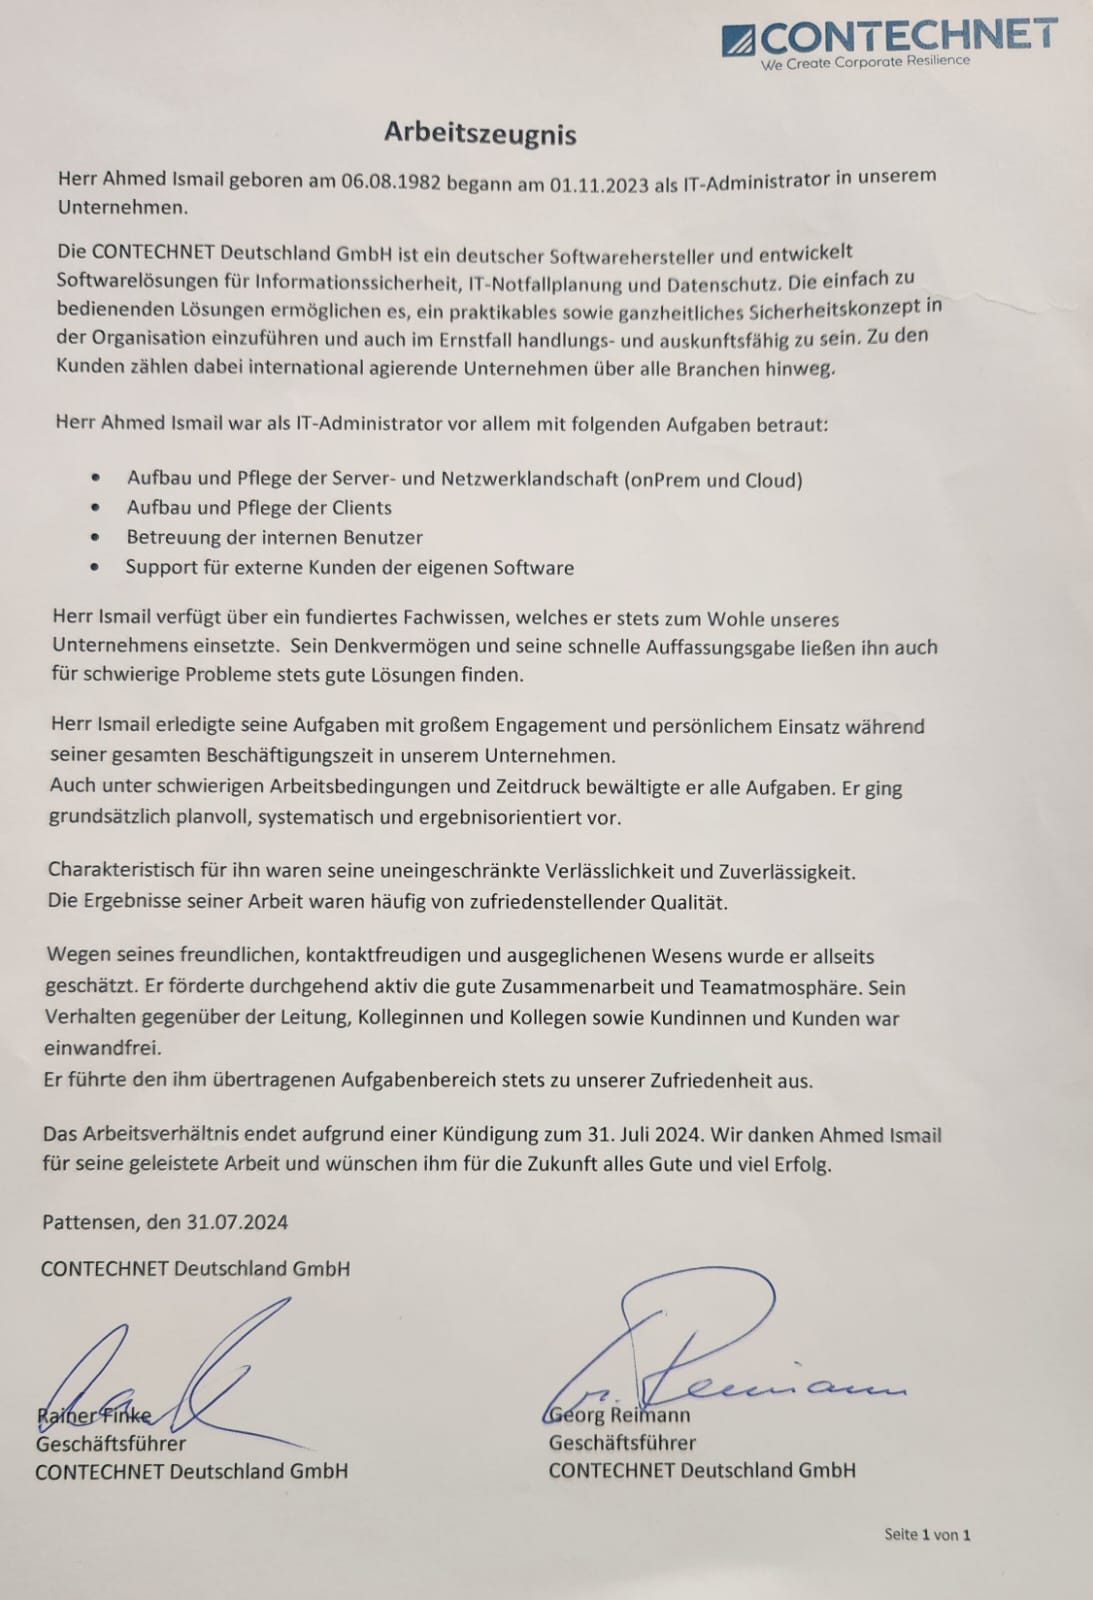 CONTECHNET
We Create Corporate Resilience
Arbeitszeugnis
Herr Ahmed Ismail geboren am 06.08.1982 begann am 01.11.2023 als IT-Administrator in unserem
Unternehmen.
Die CONTECHNET Deutschland GmbH ist ein deutscher Softwarehersteller und entwickelt
Softwarelösungen für Informationssicherheit, IT-Notfallplanung und Datenschutz. Die einfach zu
bedienenden Lösungen ermöglichen es, ein praktikables sowie ganzheitliches Sicherheitskonzept in
der Organisation einzuführen und auch im Ernstfall handlungs- und auskunftsfähig zu sein. Zu den
Kunden zählen dabei international agierende Unternehmen über alle Branchen hinweg.
Herr Ahmed Ismail war als IT-Administrator vor allem mit folgenden Aufgaben betraut:
• Aufbau und Pflege der Server- und Netzwerklandschaft (onPrem und Cloud)
• Aufbau und Pflege der Clients
• Betreuung der internen Benutzer
• Support für externe Kunden der eigenen Software
Herr Ismail verfügt über ein fundiertes Fachwissen, welches er stets zum Wohle unseres
Unternehmens einsetzte. Sein Denkvermögen und seine schnelle Auffassungsgabe ließen ihn auch
für schwierige Probleme stets gute Lösungen finden.
Herr Ismail erledigte seine Aufgaben mit großem Engagement und persönlichem Einsatz während
seiner gesamten Beschäftigungszeit in unserem Unternehmen.
Auch unter schwierigen Arbeitsbedingungen und Zeitdruck bewältigte er alle Aufgaben. Er ging
grundsätzlich planvoll, systematisch und ergebnisorientiert vor.
Charakteristisch für ihn waren seine uneingeschränkte Verlässlichkeit und Zuverlässigkeit.
Die Ergebnisse seiner Arbeit waren häufig von zufriedenstellender Qualität.
Wegen seines freundlichen, kontaktfreudigen und ausgeglichenen Wesens wurde er allseits
geschätzt. Er förderte durchgehend aktiv die gute Zusammenarbeit und Teamatmosphäre. Sein
Verhalten gegenüber der Leitung, Kolleginnen und Kollegen sowie Kundinnen und Kunden war
einwandfrei.
Er führte den ihm übertragenen Aufgabenbereich stets zu unserer Zufriedenheit aus.
Das Arbeitsverhältnis endet aufgrund einer Kündigung zum 31. Juli 2024. Wir danken Ahmed Ismail
für seine geleistete Arbeit und wünschen ihm für die Zukunft alles Gute und viel Erfolg.
Pattensen, den 31.07.2024
CONTECHNET Deutschland GmbH
Rainer Finke
Geschäftsführer
CONTECHNET Deutschland GmbH
Georg Reimann
Geschäftsführer
CONTECHNET Deutschland GmbH
Seite 1 von 1